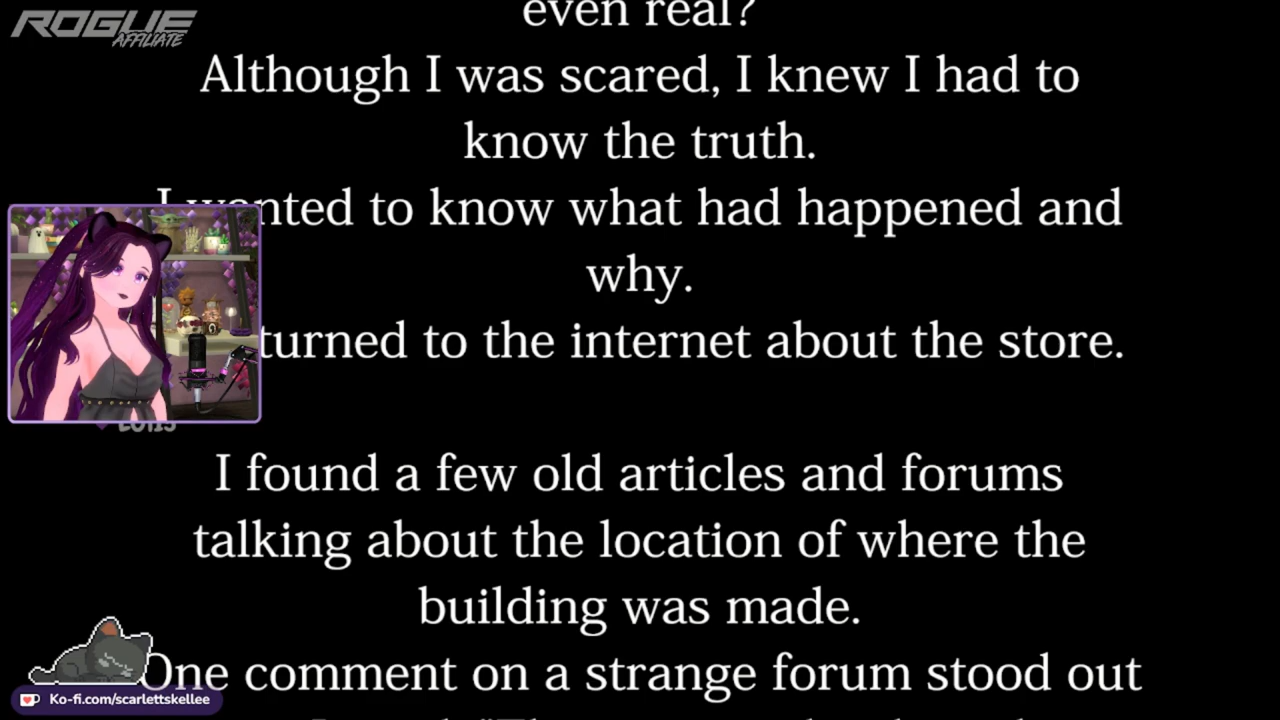 ROGUE
AFFILIATE
even real?
Although I was scared, I knew I had to
know the truth.
I wanted to know what had happened and
why.
turned to the internet about the store.
I found a few old articles and forums
talking about the location of where the
building was made.
One comment on a strange forum stood out
Ko-fi.com/scarlettskellee